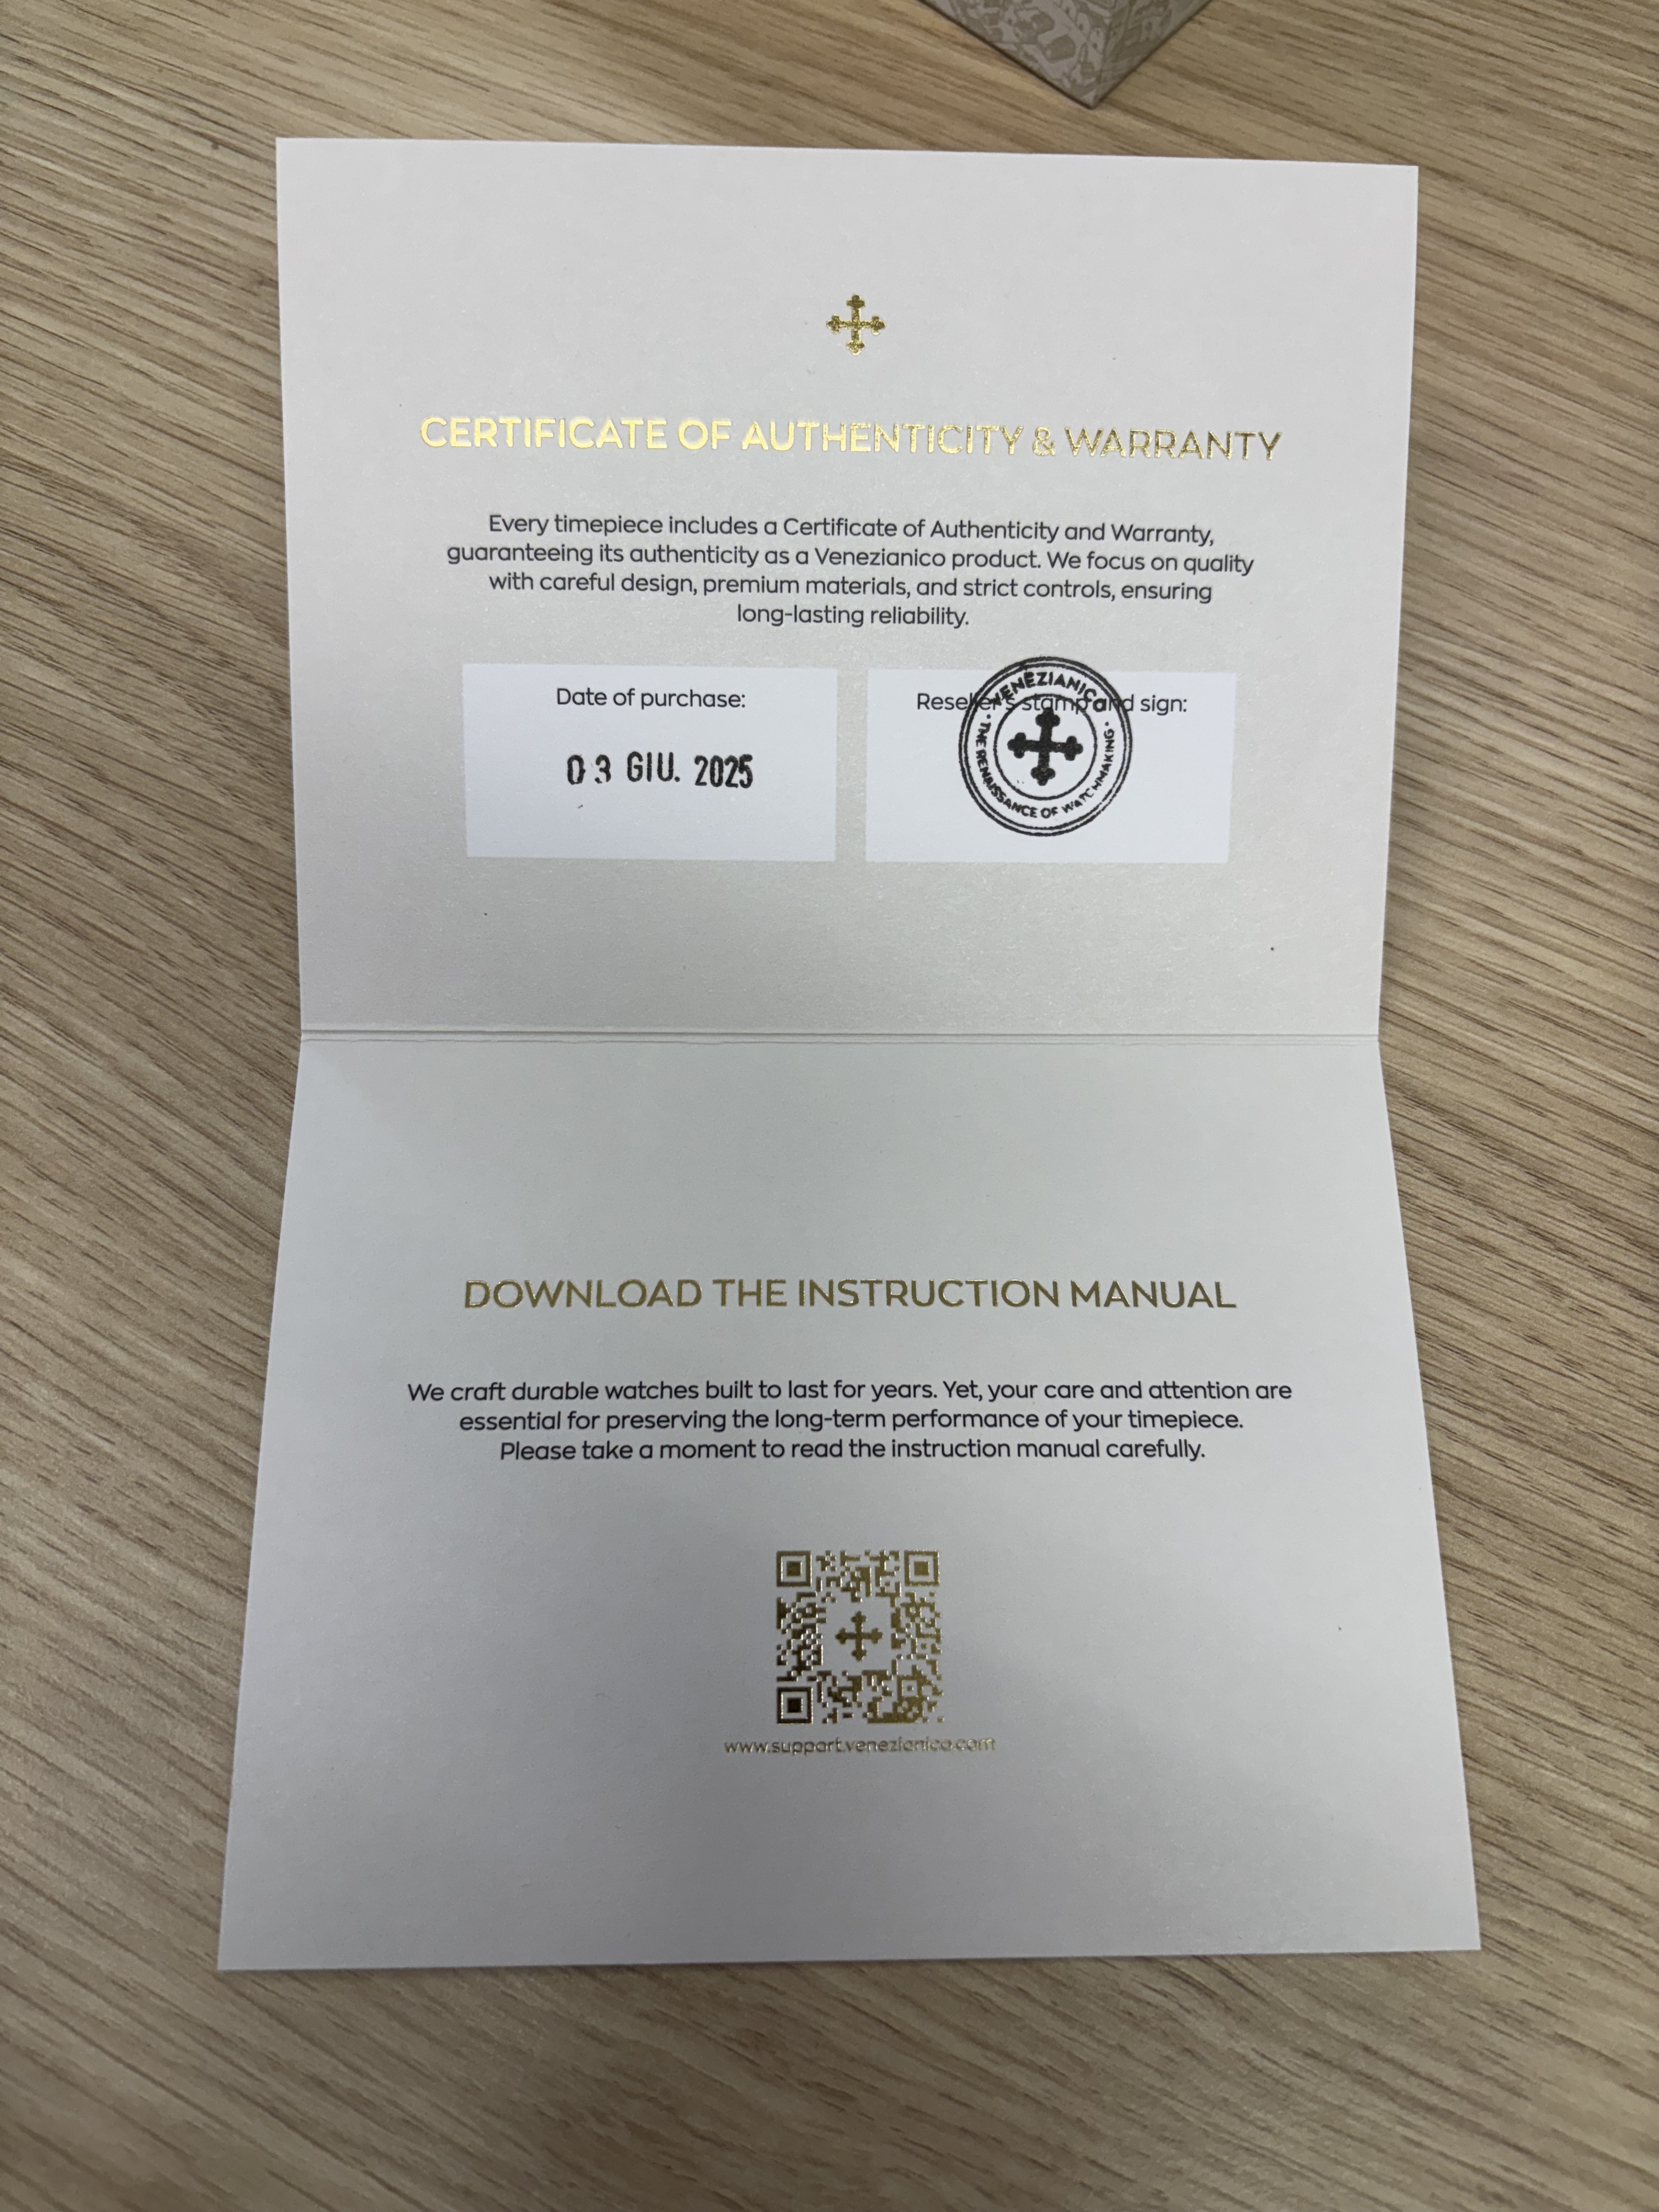 CERTIFICATE OF AUTHENTICITY & WARRANTY
Every timepiece includes a Certificate of Authenticity and Warranty,
guaranteeing its authenticity as a Venezianico product. We focus on quality
with careful design, premium materials, and strict controls, ensuring
long-lasting reliability.
Date of purchase:
03 GIU. 2025
Reseller's stamp and sign:
VENEZIANICO
· THE RENAISSANCE OF WATCHMAKING ·
DOWNLOAD THE INSTRUCTION MANUAL
We craft durable watches built to last for years. Yet, your care and attention are
essential for preserving the long-term performance of your timepiece.
Please take a moment to read the instruction manual carefully.
www.support.venezianico.com